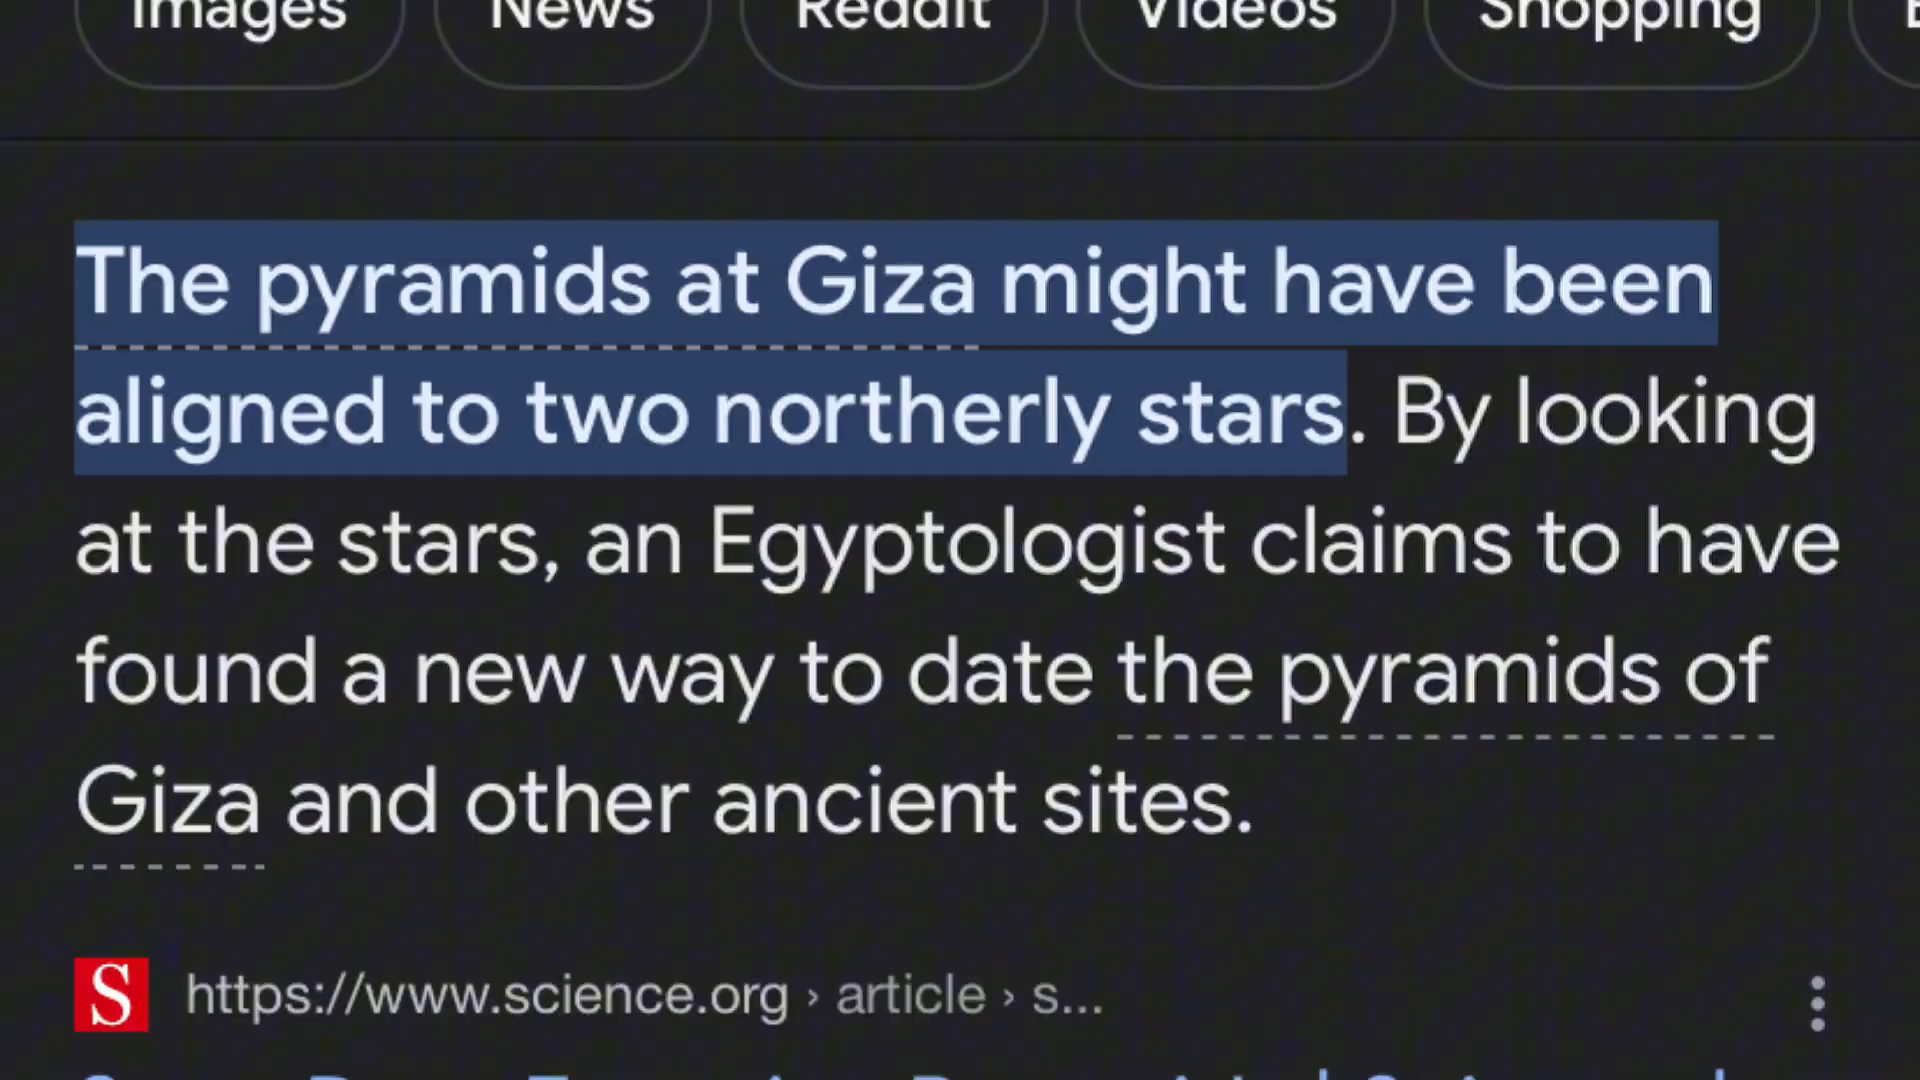 Images News Reddit Videos Shopping
The pyramids at Giza might have been
aligned to two northerly stars. By looking
at the stars, an Egyptologist claims to have
found a new way to date the pyramids of
Giza and other ancient sites.
S https://www.science.org › article › s...